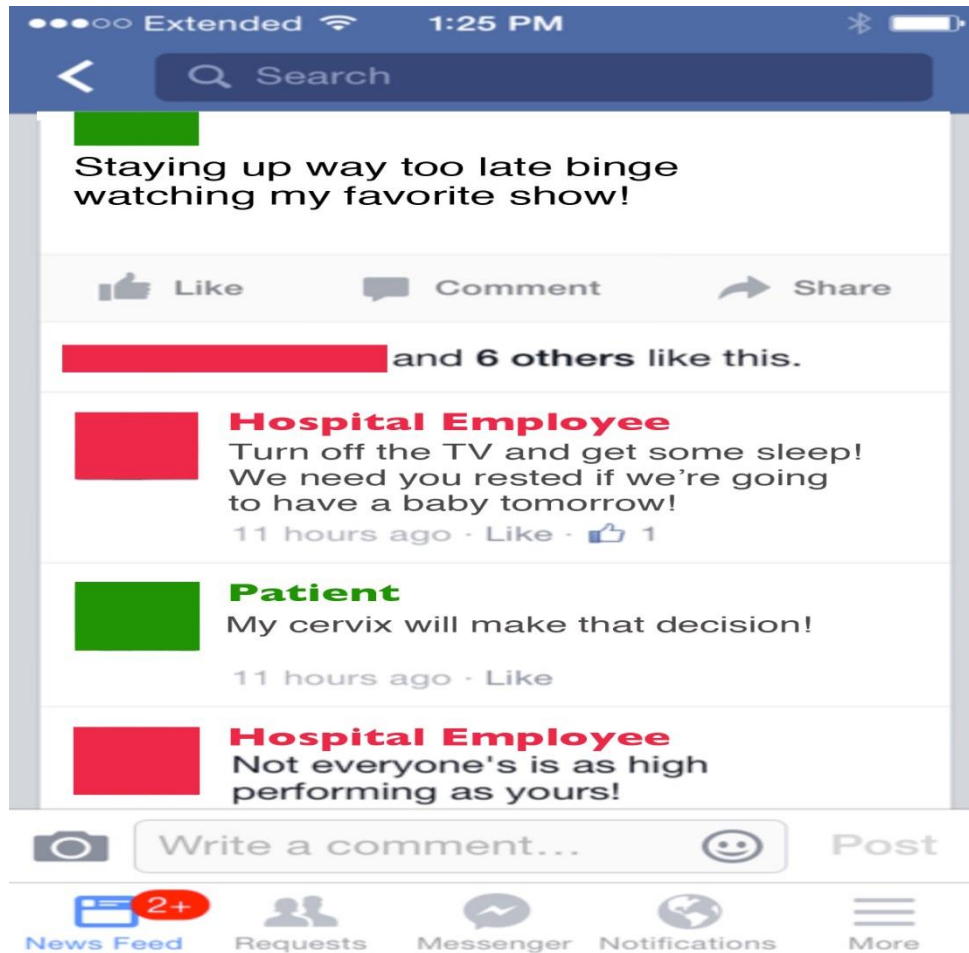 Extended 1:25 PM
Search
Staying up way too late binge
watching my favorite show!
Like Comment Share
and 6 others like this.
Hospital Employee
Turn off the TV and get some sleep!
We need you rested if we’re going
to have a baby tomorrow!
11 hours ago · Like · 1
Patient
My cervix will make that decision!
11 hours ago · Like
Hospital Employee
Not everyone's is as high
performing as yours!
Write a comment... Post
2+
News Feed Requests Messenger Notifications More